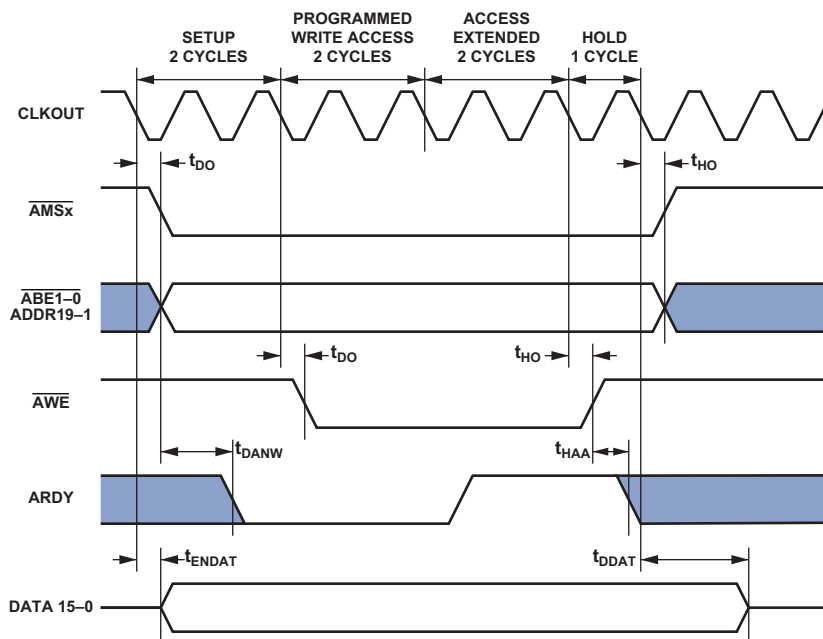 SETUP
2 CYCLES
PROGRAMMED
WRITE ACCESS
2 CYCLES
ACCESS
EXTENDED
2 CYCLES
HOLD
1 CYCLE
CLKOUT
tDO
tHO
AMSx
ABE1–0
ADDR19–1
tDO
tHO
AWE
tDANW
tHAA
ARDY
tENDAT
tDDAT
DATA 15–0